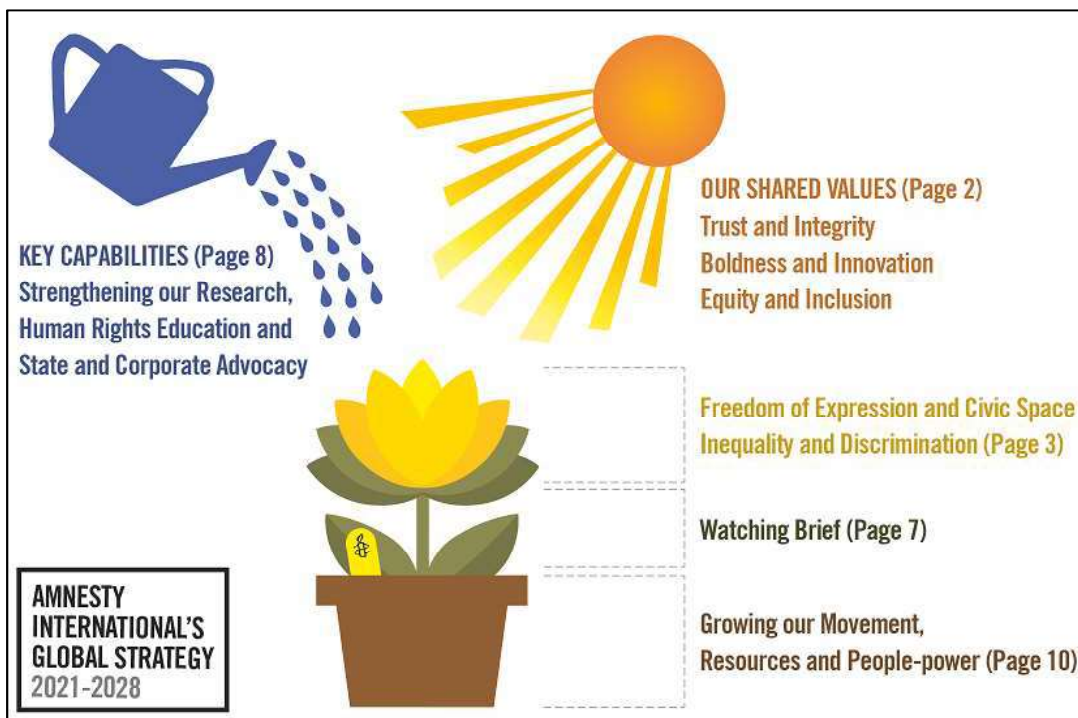 KEY CAPABILITIES (Page 8)
Strengthening our Research,
Human Rights Education and
State and Corporate Advocacy
OUR SHARED VALUES (Page 2)
Trust and Integrity
Boldness and Innovation
Equity and Inclusion
Freedom of Expression and Civic Space
Inequality and Discrimination (Page 3)
Watching Brief (Page 7)
Growing our Movement,
Resources and People-power (Page 10)
AMNESTY
INTERNATIONAL'S
GLOBAL STRATEGY
2021-2028